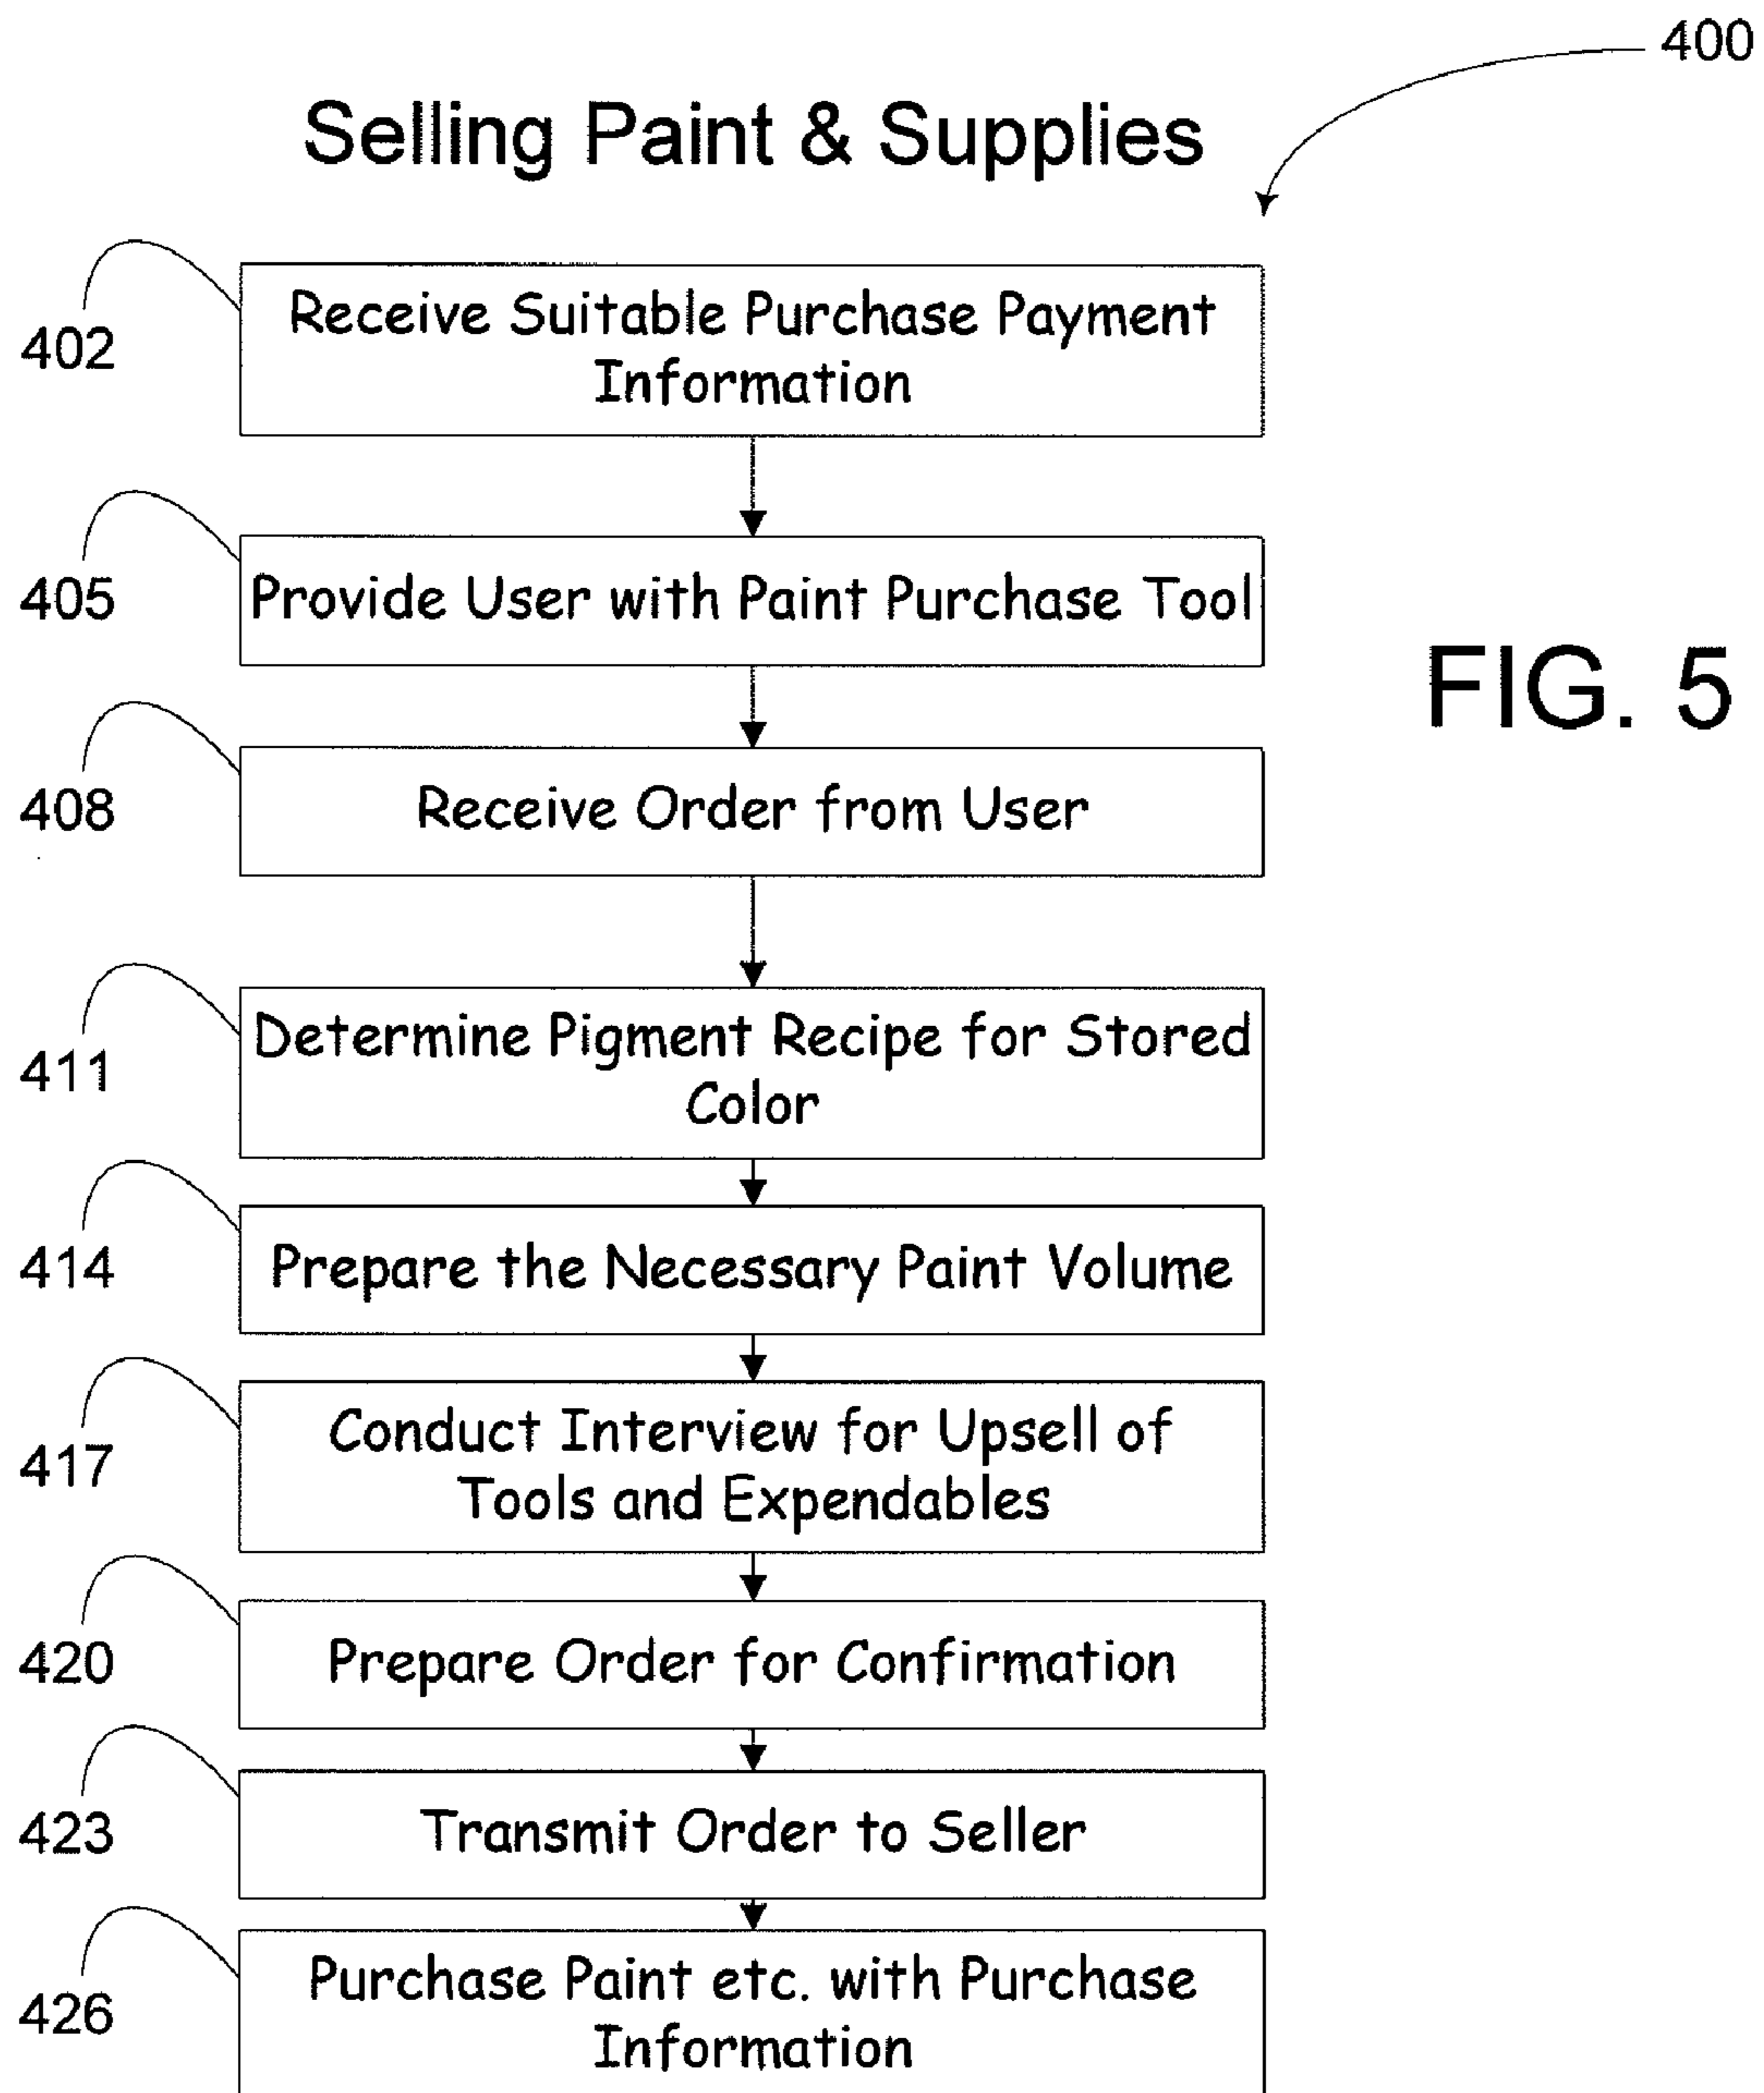 400
Selling Paint & Supplies
402
Receive Suitable Purchase Payment
Information
405
Provide User with Paint Purchase Tool
FIG. 5
408
Receive Order from User
411
Determine Pigment Recipe for Stored
Color
414
Prepare the Necessary Paint Volume
417
Conduct Interview for Upsell of
Tools and Expendables
420
Prepare Order for Confirmation
423
Transmit Order to Seller
426
Purchase Paint etc. with Purchase
Information